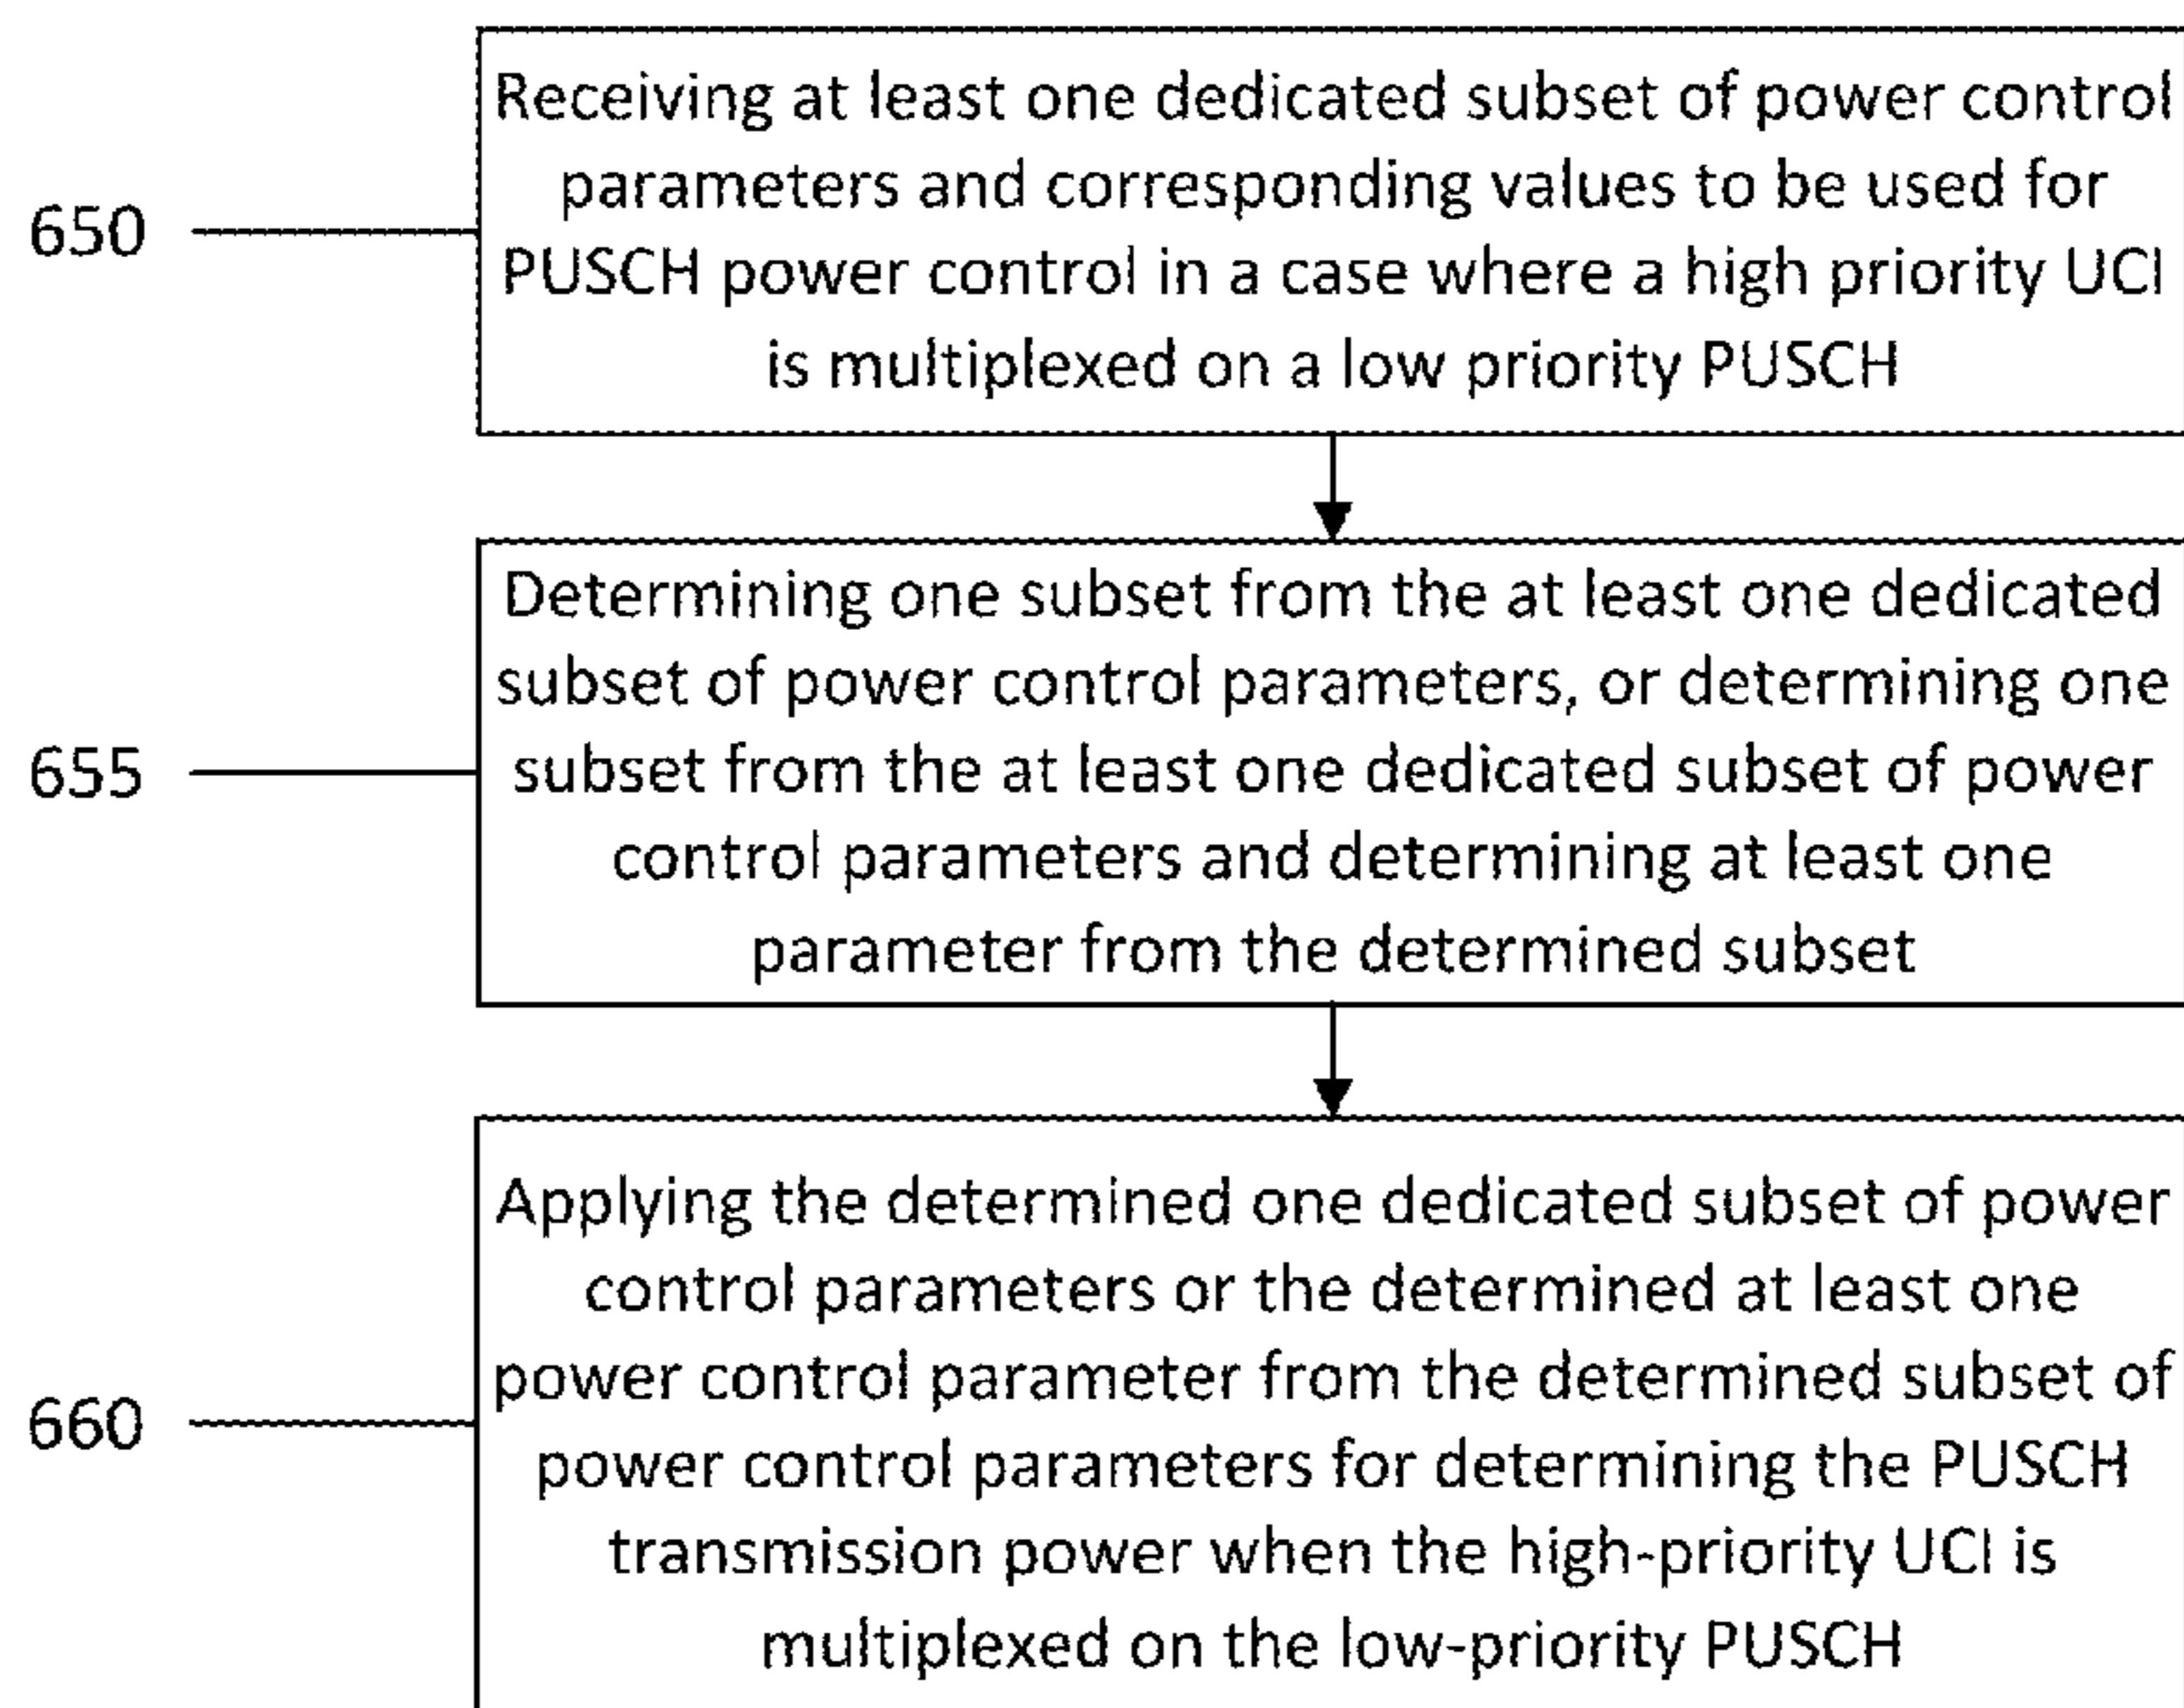 Receiving at least one dedicated subset of power control
parameters and corresponding values to be used for
650
PUSCH power control in a case where a high priority UCI
is multiplexed on a low priority PUSCH
Determining one subset from the at least one dedicated
subset of power control parameters, or determining one
655
subset from the at least one dedicated subset of power
control parameters and determining at least one
parameter from the determined subset
Applying the determined one dedicated subset of power
control parameters or the determined at least one
power control parameter from the determined subset of
660
power control parameters for determining the PUSCH
transmission power when the high-priority UCI is
multiplexed on the low-priority PUSCH